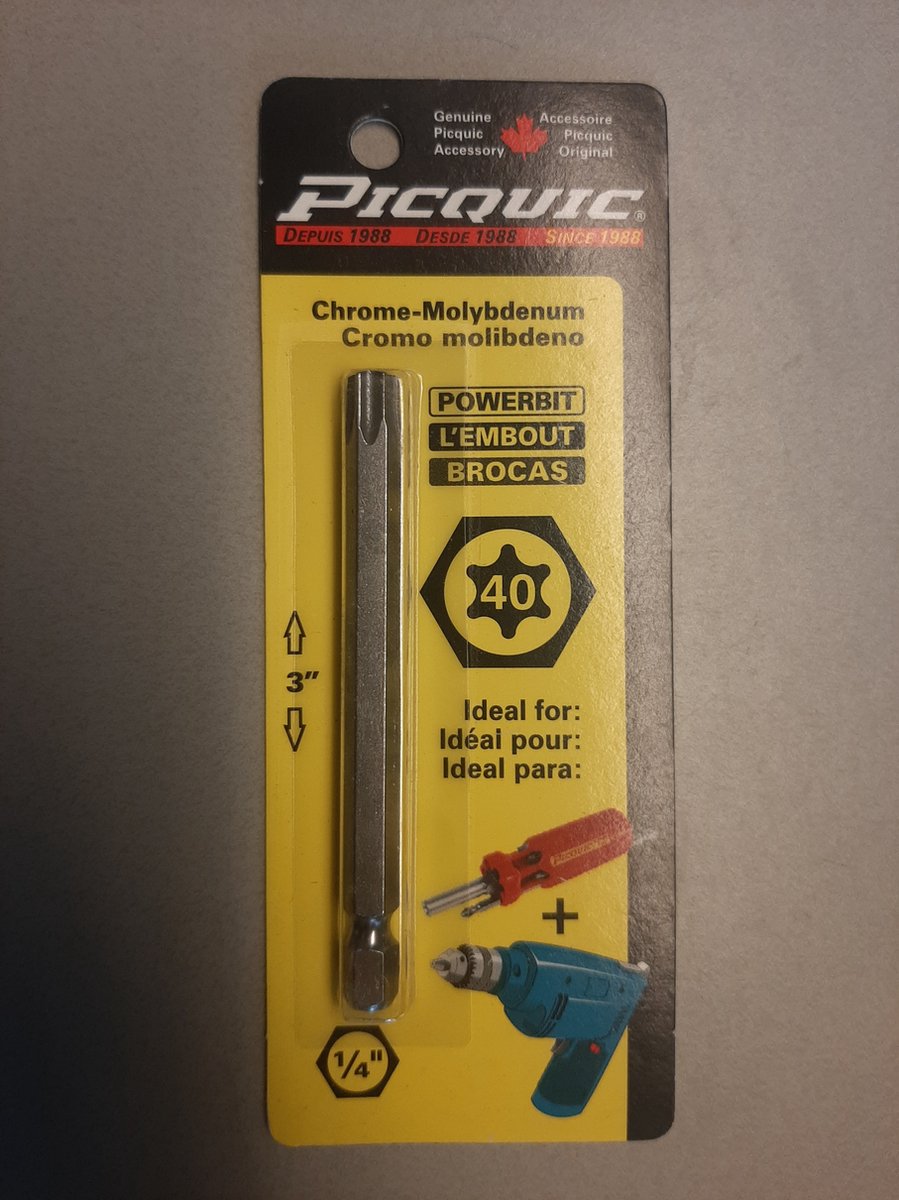 Genuine
Picquic
Accessory
Accessoire
Picquic
Original
PICQUIC®
DEPUIS 1988 DESDE 1988 SINCE 1988
Chrome-Molybdenum
Cromo molibdeno
POWERBIT
L'EMBOUT
BROCAS
40
3"
Ideal for:
Idéai pour:
Ideal para:
PICQUIC
+
1/4"